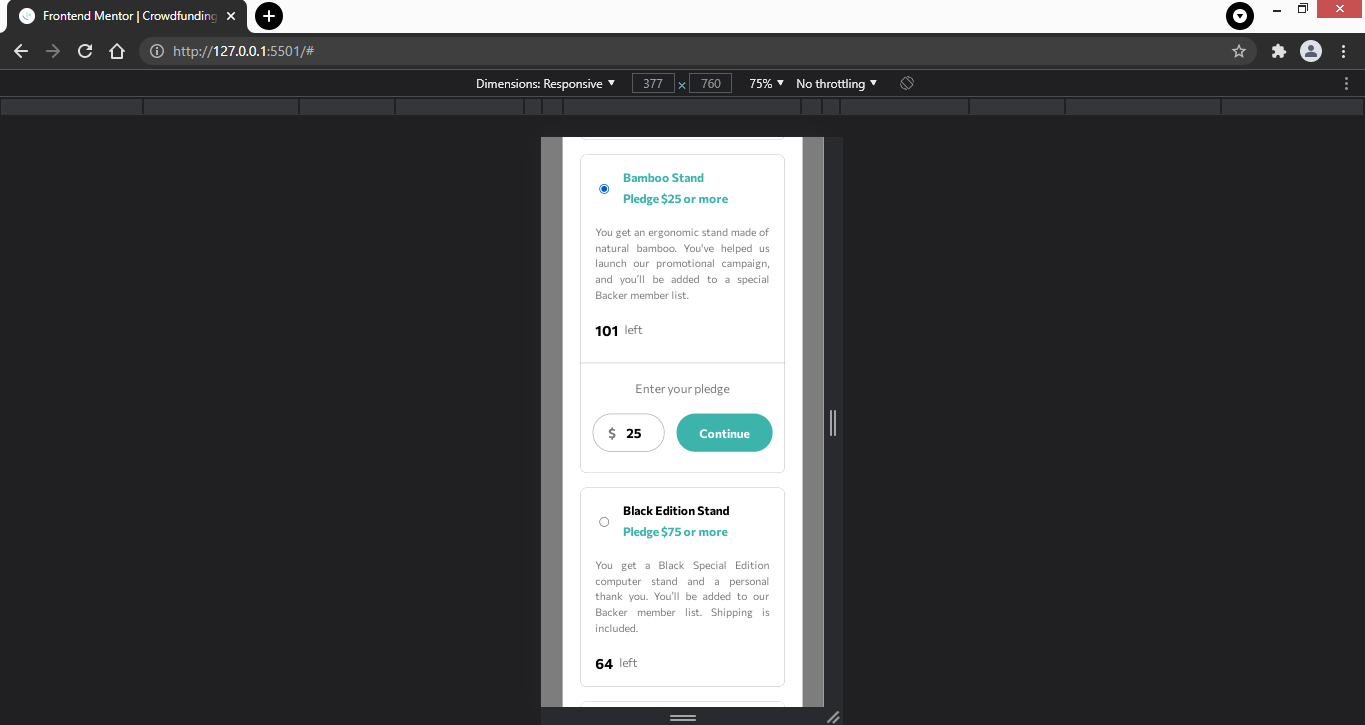 Frontend Mentor | Crowdfunding
http://127.0.0.1:5501/#
Dimensions: Responsive 377 × 760 75% No throttling
Bamboo Stand
Pledge $25 or more
You get an ergonomic stand made of
natural bamboo. You've helped us
launch our promotional campaign,
and you'll be added to a special
Backer member list.
101 left
Enter your pledge
$ 25 Continue
Black Edition Stand
Pledge $75 or more
You get a Black Special Edition
computer stand and a personal
thank you. You'll be added to our
Backer member list. Shipping is
included.
64 left